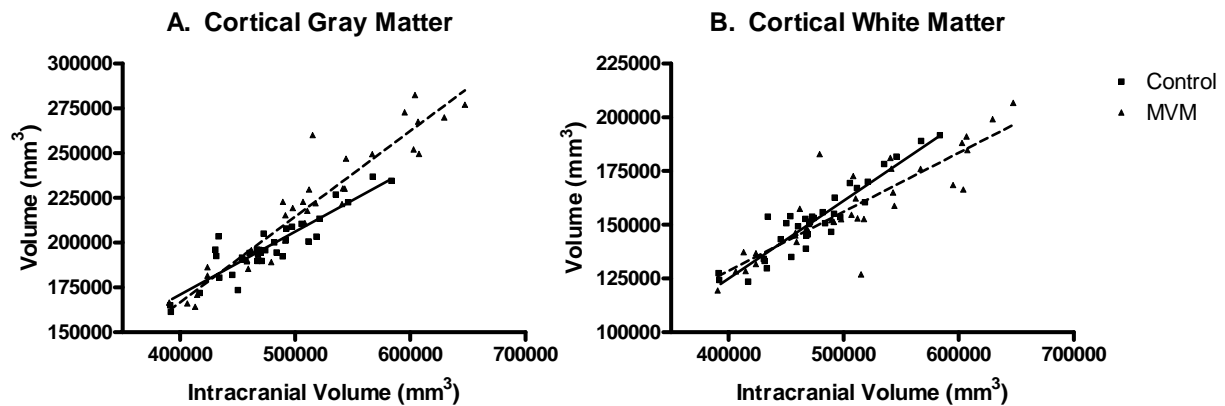 A. Cortical Gray Matter
300000
275000
250000
225000
200000
175000
150000
Volume (mm³)
400000 500000 600000 700000
Intracranial Volume (mm³)
B. Cortical White Matter
225000
200000
175000
150000
125000
100000
Volume (mm³)
400000 500000 600000 700000
Intracranial Volume (mm³)
Control
MVM